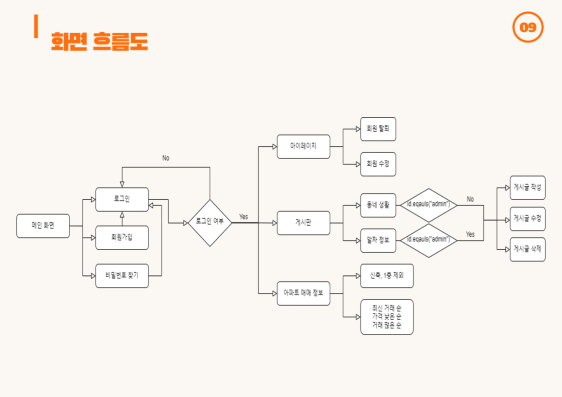 화면 흐름도
09
메인 화면
로그인
회원가입
비밀번호 찾기
No
로그인 여부
Yes
마이페이지
게시판
아파트 매매 정보
회원 탈퇴
회원 수정
동네 생활
알차 정보
id.eqauls("admin")
id.eqauls("admin")
No
Yes
신축, 1층 제외
최신 거래 순
가격 낮은 순
거래 많은 순
게시글 작성
게시글 수정
게시글 삭제